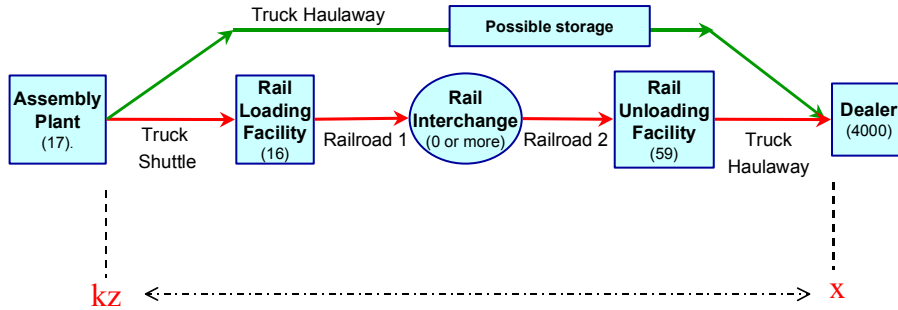 Truck Haulaway
Possible storage
Assembly
Plant
(17).
Truck
Shuttle
Rail
Loading
Facility
(16)
Railroad 1
Rail
Interchange
(0 or more)
Railroad 2
Rail
Unloading
Facility
(59)
Truck
Haulaway
Dealer
(4000)
kz
x